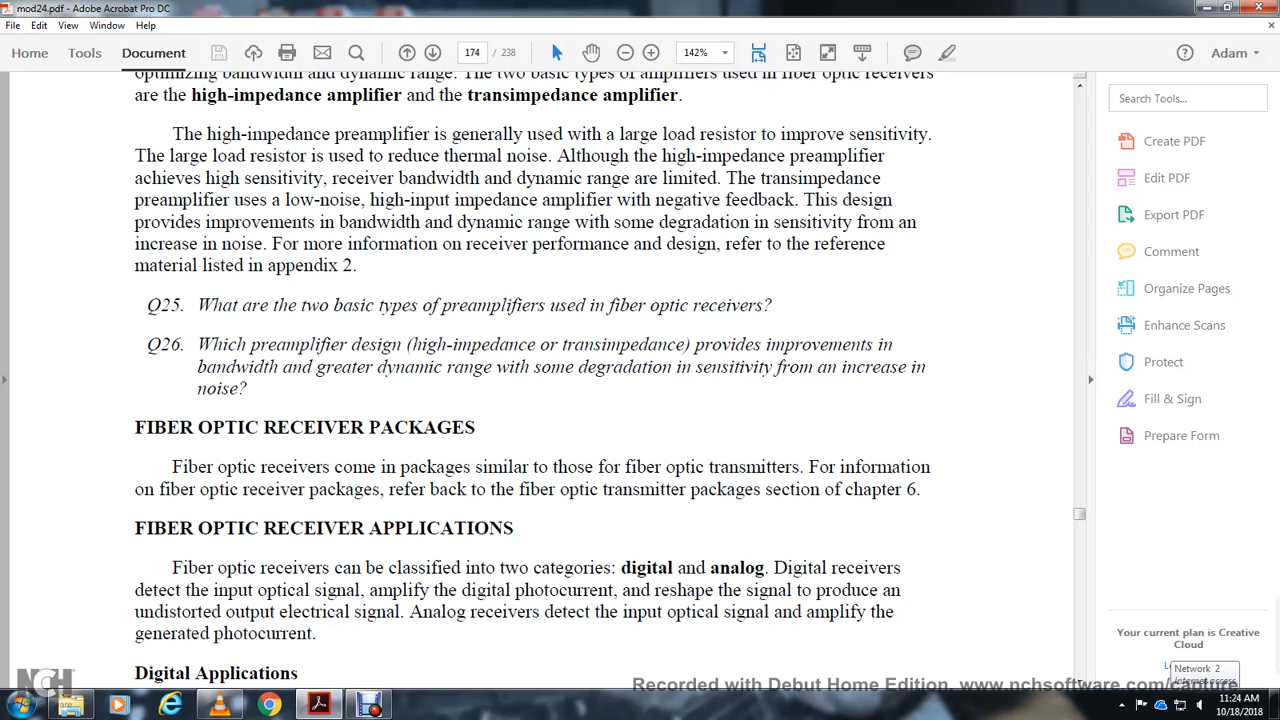 mod24.pdf - Adobe Acrobat Pro DC
File Edit View Window Help
Home Tools Document 174 / 238 142% Adam
optimizing bandwidth and dynamic range. The two basic types of amplifiers used in fiber optic receivers
are the high-impedance amplifier and the transimpedance amplifier.
The high-impedance preamplifier is generally used with a large load resistor to improve sensitivity.
The large load resistor is used to reduce thermal noise. Although the high-impedance preamplifier
achieves high sensitivity, receiver bandwidth and dynamic range are limited. The transimpedance
preamplifier uses a low-noise, high-input impedance amplifier with negative feedback. This design
provides improvements in bandwidth and dynamic range with some degradation in sensitivity from an
increase in noise. For more information on receiver performance and design, refer to the reference
material listed in appendix 2.
Q25. What are the two basic types of preamplifiers used in fiber optic receivers?
Q26. Which preamplifier design (high-impedance or transimpedance) provides improvements in
bandwidth and greater dynamic range with some degradation in sensitivity from an increase in
noise?
FIBER OPTIC RECEIVER PACKAGES
Fiber optic receivers come in packages similar to those for fiber optic transmitters. For information
on fiber optic receiver packages, refer back to the fiber optic transmitter packages section of chapter 6.
FIBER OPTIC RECEIVER APPLICATIONS
Fiber optic receivers can be classified into two categories: digital and analog. Digital receivers
detect the input optical signal, amplify the digital photocurrent, and reshape the signal to produce an
undistorted output electrical signal. Analog receivers detect the input optical signal and amplify the
generated photocurrent.
Digital Applications
Search Tools...
Create PDF
Edit PDF
Export PDF
Comment
Organize Pages
Enhance Scans
Protect
Fill & Sign
Prepare Form
Your current plan is Creative
Cloud
Network 2
Internet access
NCH
Recorded with Debut Home Edition. www.nchsoftware.com/capture
11:24 AM
10/18/2018